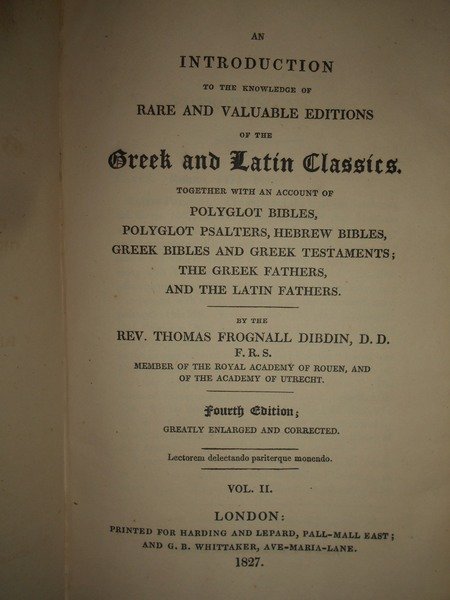 AN
INTRODUCTION
TO THE KNOWLEDGE OF
RARE AND VALUABLE EDITIONS
OF THE
Greek and Latin Classics.
TOGETHER WITH AN ACCOUNT OF
POLYGLOT BIBLES,
POLYGLOT PSALTERS, HEBREW BIBLES,
GREEK BIBLES AND GREEK TESTAMENTS;
THE GREEK FATHERS,
AND THE LATIN FATHERS.
BY THE
REV. THOMAS FROGNALL DIBDIN, D. D.
F. R. S.
MEMBER OF THE ROYAL ACADEMY OF ROUEN, AND
OF THE ACADEMY OF UTRECHT.
Fourth Edition;
GREATLY ENLARGED AND CORRECTED.
Lectorem delectando pariterque monendo.
VOL. II.
LONDON:
PRINTED FOR HARDING AND LEPARD, PALL-MALL EAST;
AND G. B. WHITTAKER, AVE-MARIA-LANE.
1827.